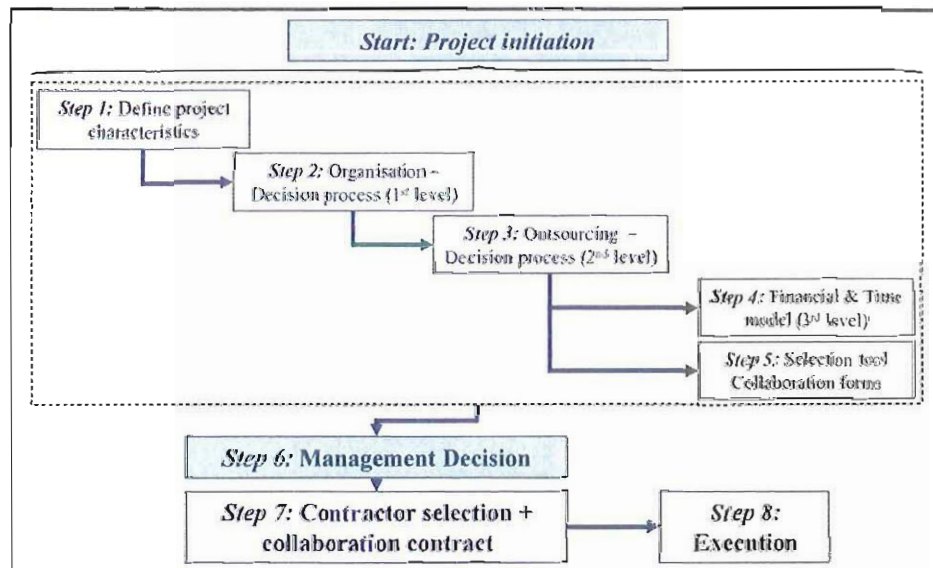 Start: Project initiation
Step 1: Define project
characteristics
Step 2: Organisation –
Decision process (1st level)
Step 3: Outsourcing –
Decision process (2nd level)
Step 4: Financial & Time
model (3rd level)
Step 5: Selection tool
Collaboration forms
Step 6: Management Decision
Step 7: Contractor selection +
collaboration contract
Step 8:
Execution